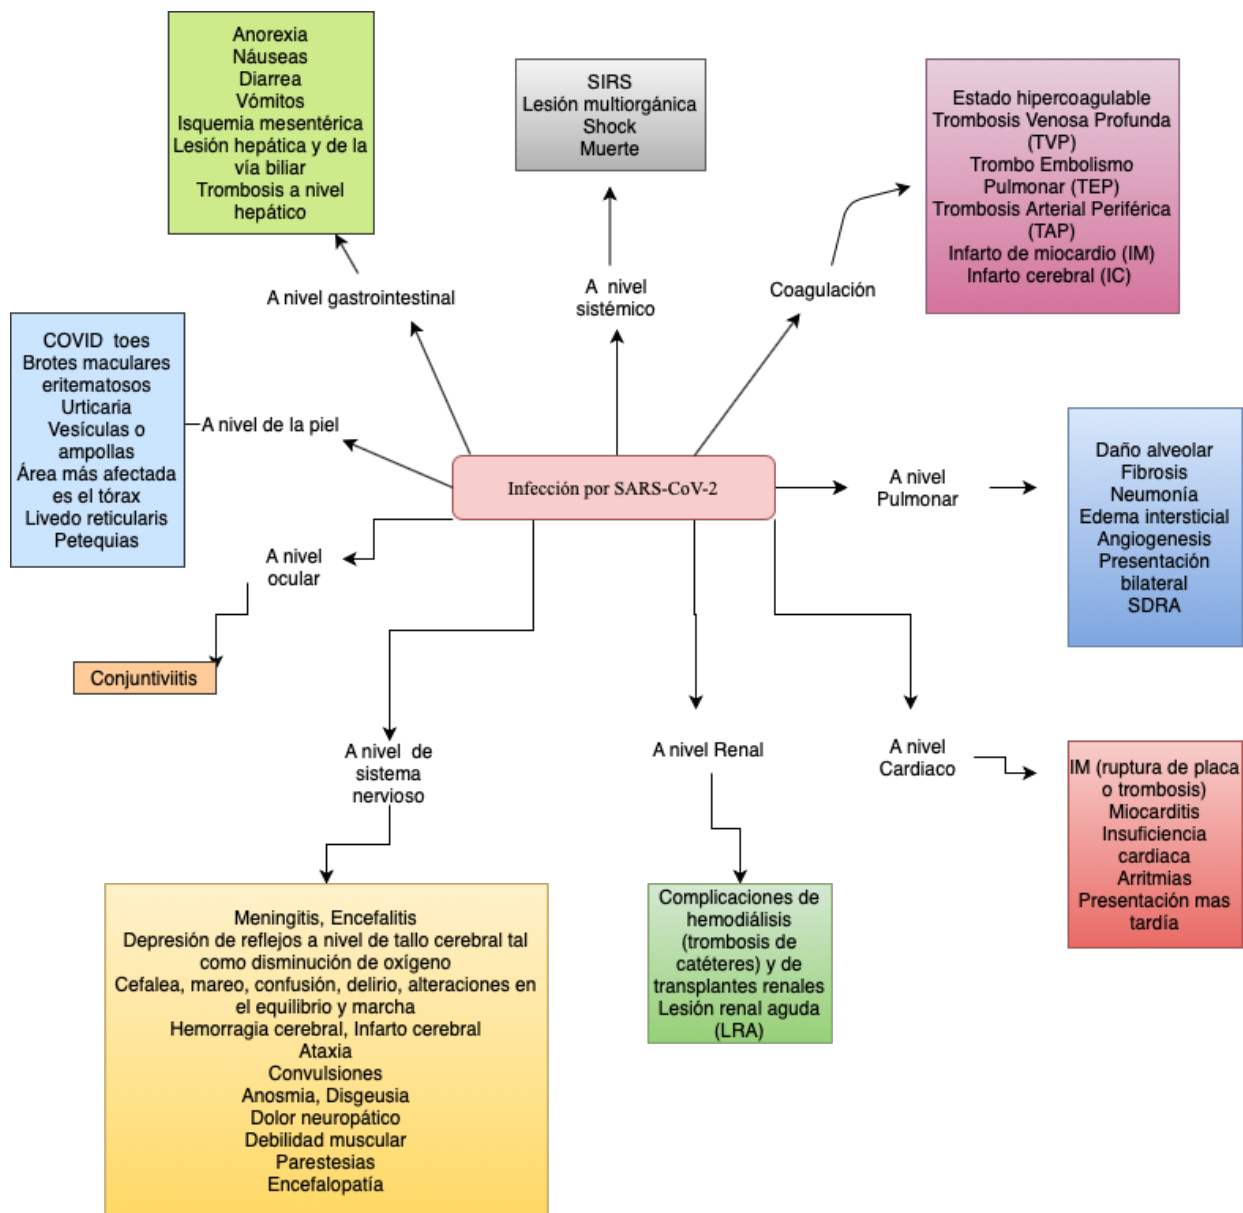 Anorexia
Náuseas
Diarrea
Vómitos
Isquemia mesentérica
Lesión hepática y de la
vía biliar
Trombosis a nivel
hepático
SIRS
Lesión multiorgánica
Shock
Muerte
Estado hipercoagulable
Trombosis Venosa Profunda
(TVP)
Trombo Embolismo
Pulmonar (TEP)
Trombosis Arterial Periférica
(TAP)
Infarto de miocardio (IM)
Infarto cerebral (IC)
A nivel gastrointestinal
A nivel
sistémico
Coagulación
COVID toes
Brotes maculares
eritematosos
Urticaria
Vesículas o
ampollas
Área más afectada
es el tórax
Livedo reticularis
Petequias
A nivel de la piel
Infección por SARS-CoV-2
A nivel
Pulmonar
Daño alveolar
Fibrosis
Neumonía
Edema intersticial
Angiogenesis
Presentación
bilateral
SDRA
A nivel
ocular
Conjuntiviitis
A nivel de
sistema
nervioso
A nivel Renal
A nivel
Cardiaco
IM (ruptura de placa
o trombosis)
Miocarditis
Insuficiencia
cardiaca
Arritmias
Presentación mas
tardía
Meningitis, Encefalitis
Depresión de reflejos a nivel de tallo cerebral tal
como disminución de oxígeno
Cefalea, mareo, confusión, delirio, alteraciones en
el equilibrio y marcha
Hemorragia cerebral, Infarto cerebral
Ataxia
Convulsiones
Anosmia, Disgeusia
Dolor neuropático
Debilidad muscular
Parestesias
Encefalopatía
Complicaciones de
hemodiálisis
(trombosis de
catéteres) y de
transplantes renales
Lesión renal aguda
(LRA)